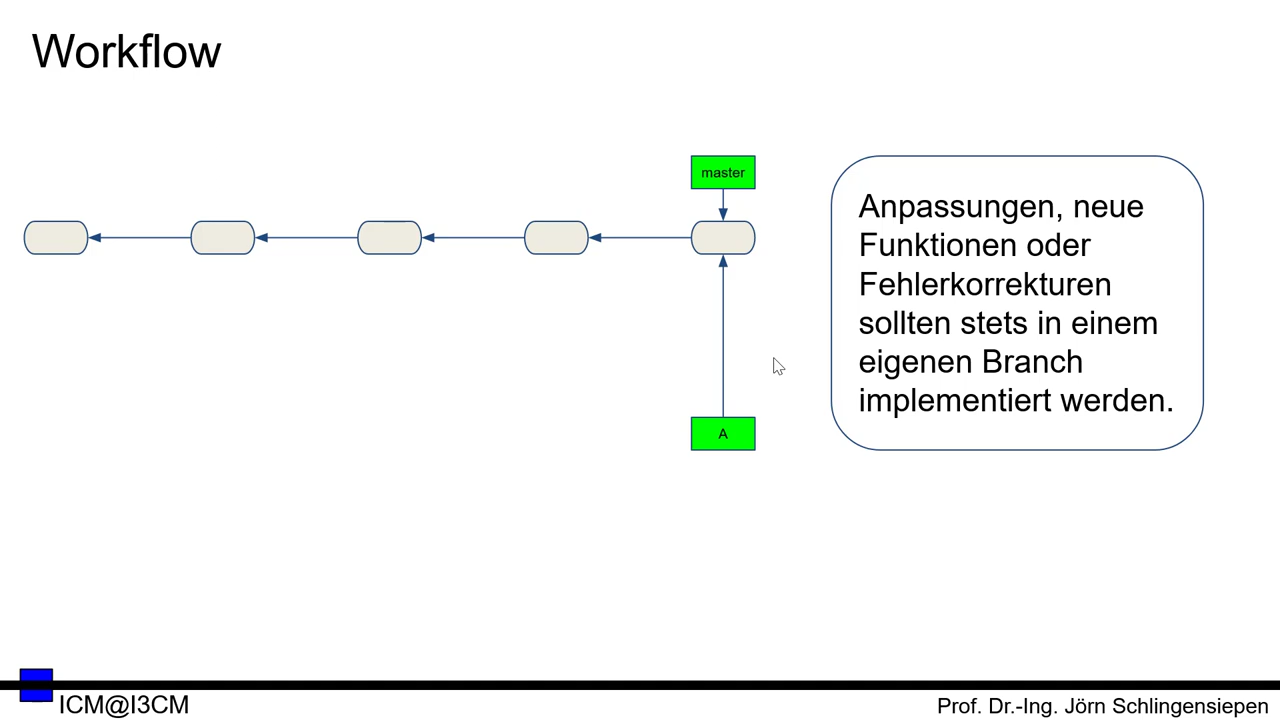 Workflow
master
Anpassungen, neue
Funktionen oder
Fehlerkorrekturen
sollten stets in einem
eigenen Branch
implementiert werden.
A
ICM@I3CM
Prof. Dr.-Ing. Jörn Schlingensiepen